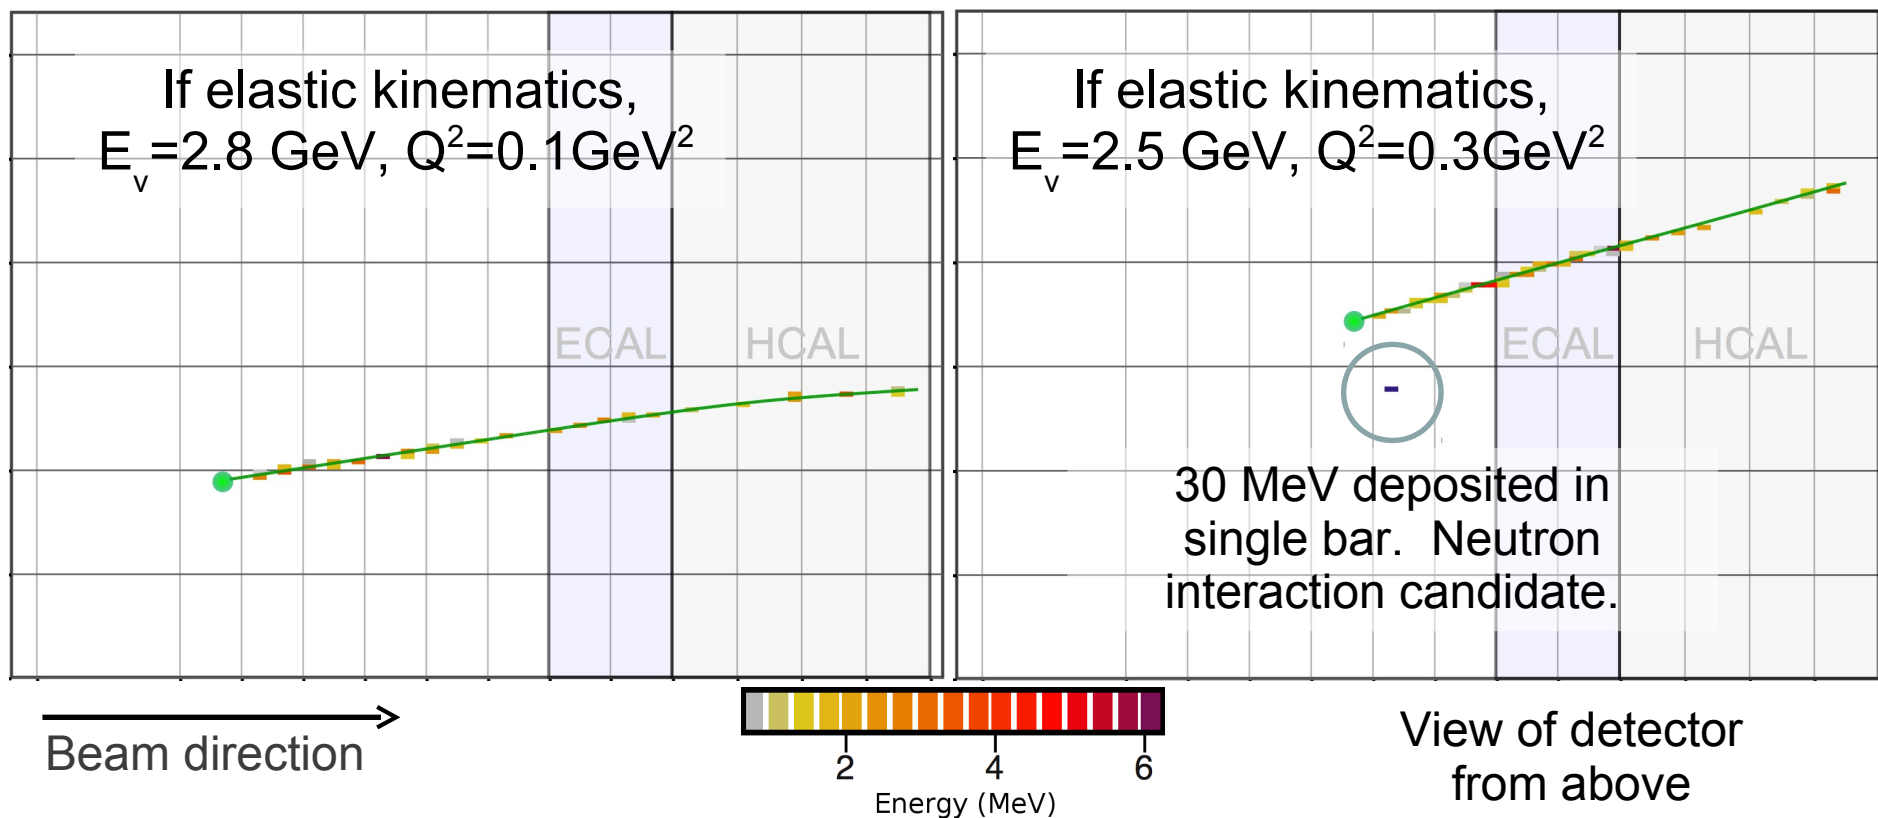 If elastic kinematics,
E_v=2.8 GeV, Q²=0.1GeV²
ECAL
HCAL
If elastic kinematics,
E_v=2.5 GeV, Q²=0.3GeV²
ECAL
HCAL
30 MeV deposited in
single bar. Neutron
interaction candidate.
Beam direction
2 4 6
Energy (MeV)
View of detector
from above